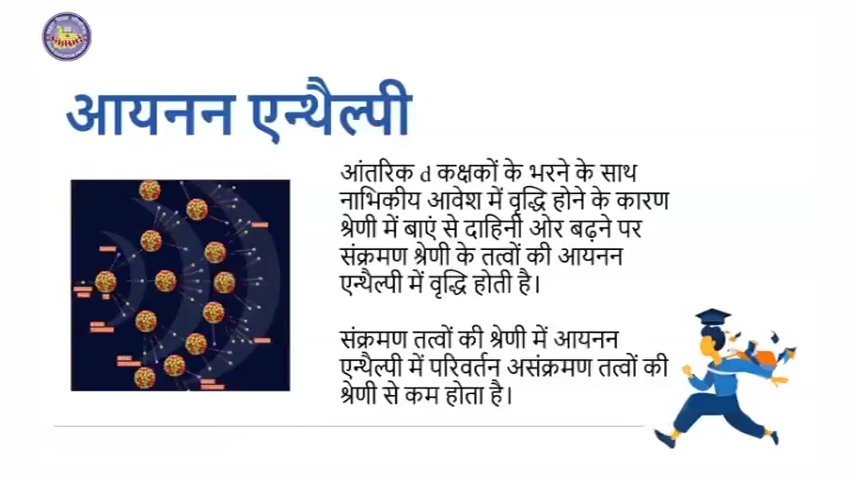 आयनन एन्थैल्पी
आंतरिक d कक्षकों के भरने के साथ
नाभिकीय आवेश में वृद्धि होने के कारण
श्रेणी में बाएं से दाहिनी ओर बढ़ने पर
संक्रमण श्रेणी के तत्वों की आयनन
एन्थैल्पी में वृद्धि होती है।
संक्रमण तत्वों की श्रेणी में आयनन
एन्थैल्पी में परिवर्तन असंक्रमण तत्वों की
श्रेणी से कम होता है।